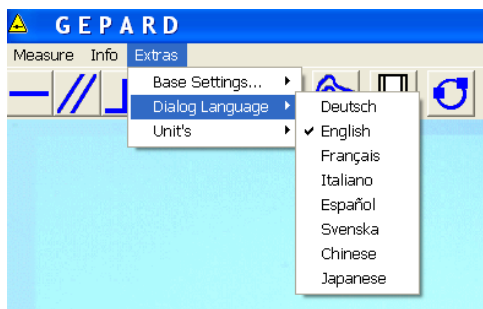 GEPARD
Measure Info Extras
Base Settings...
Dialog Language
Unit's
Deutsch
English
Français
Italiano
Español
Svenska
Chinese
Japanese